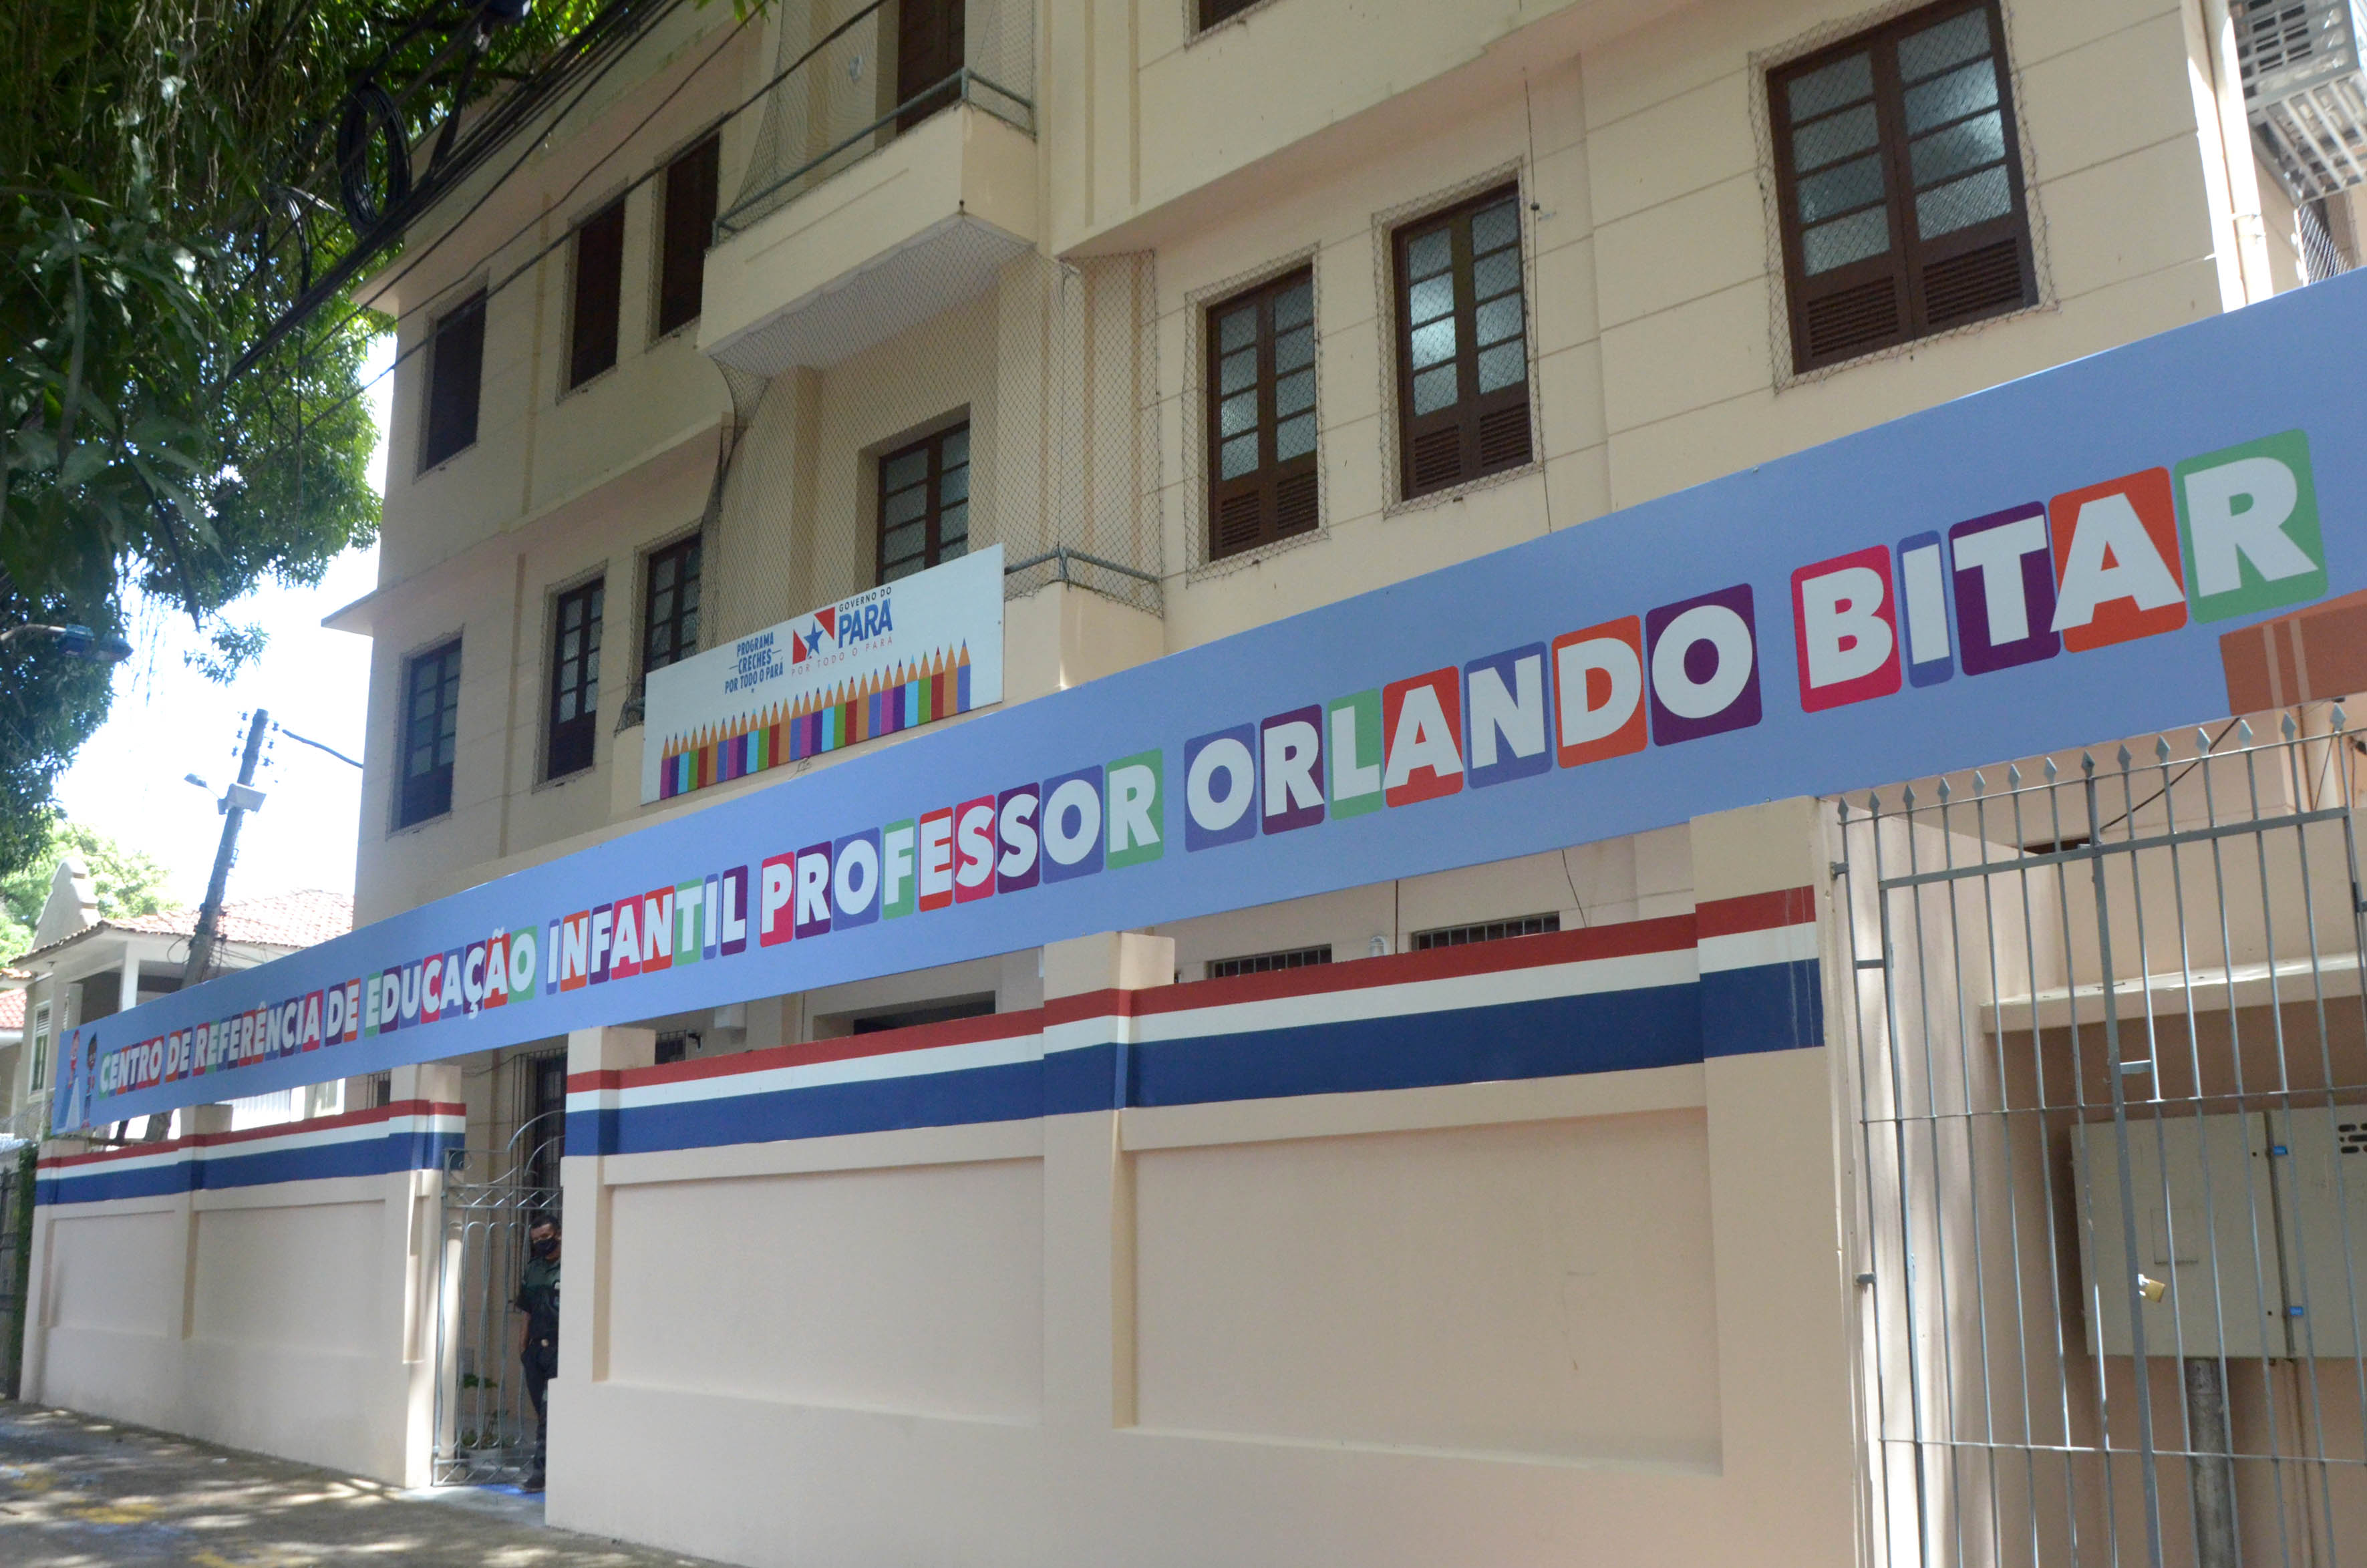 PROGRAMA
CRECHES
POR TODO O PARÁ
GOVERNO DO
PARÁ
POR TODO O PARÁ
CENTRO DE REFERÊNCIA DE EDUCAÇÃO INFANTIL PROFESSOR ORLANDO BITAR